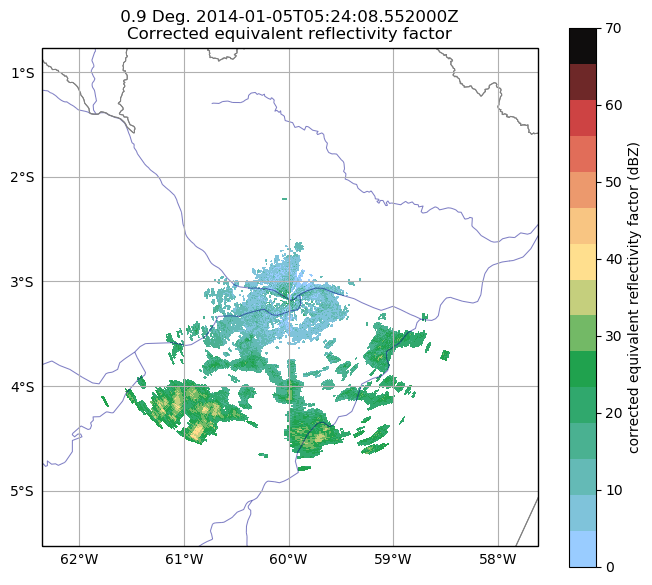 0.9 Deg. 2014-01-05T05:24:08.552000Z
Corrected equivalent reflectivity factor
1°S
2°S
3°S
4°S
5°S
62°W 61°W 60°W 59°W 58°W
70
60
50
40
30
20
10
0
corrected equivalent reflectivity factor (dBZ)